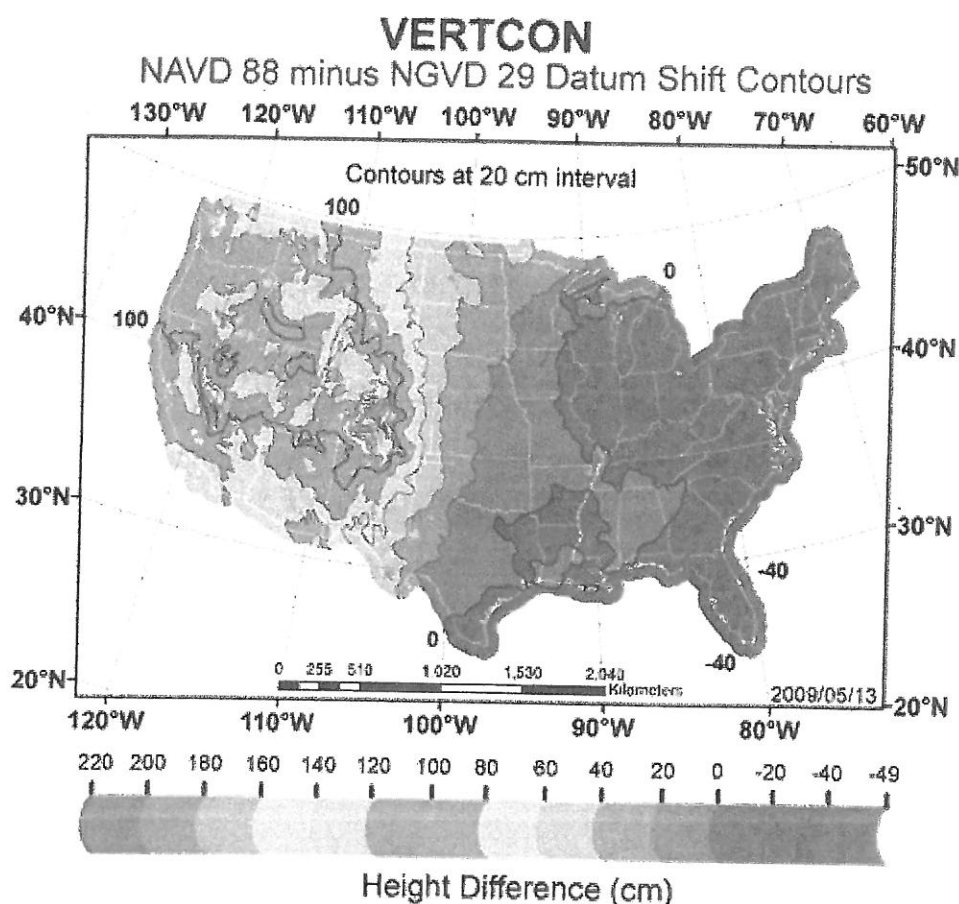 VERTCON
NAVD 88 minus NGVD 29 Datum Shift Contours
130°W 120°W 110°W 100°W 90°W 80°W 70°W 60°W
Contours at 20 cm interval
50°N
100
0
40°N
100
40°N
30°N
30°N
-40
0
-40
0 255 510 1,020 1,530 2,040
Kilometers
20°N
2009/05/13
20°N
120°W 110°W 100°W 90°W 80°W
220 200 180 160 140 120 100 80 60 40 20 0 -20 -40 -49
Height Difference (cm)